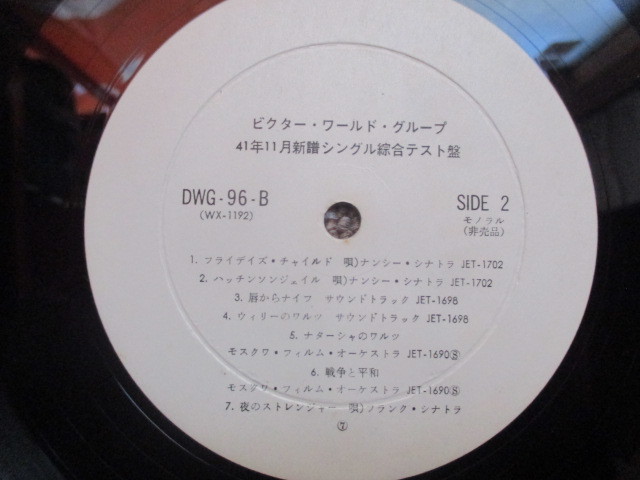 ビクター・ワールド・グループ
41年11月新譜シングル綜合テスト盤
DWG-96-B
(WX-1192)
SIDE 2
モノラル
(非売品)
1. フライデイズ・チャイルド 唄)ナンシー・シナトラ JET-1702
2. ハッチンソンジェイル 唄)ナンシー・シナトラ JET-1702
3. 唇からナイフ サウンドトラック JET-1698
4. ウィリーのワルツ サウンドトラック JET-1698
5. ナターシャのワルツ
モスクワ・フィルム・オーケストラ JET-1690Ⓢ
6. 戦争と平和
モスクワ・フィルム・オーケストラ JET-1690Ⓢ
7. 夜のストレンジャー 唄)フランク・シナトラ
⑦